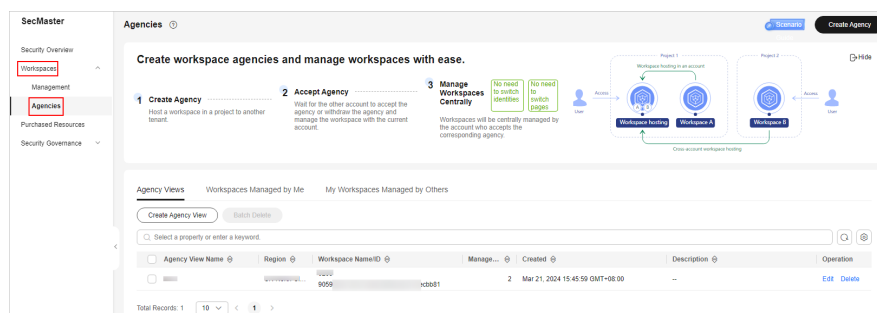 SecMaster
Agencies
Scenario
Create Agency
Security Overview
Workspaces
Management
Agencies
Purchased Resources
Security Governance
Create workspace agencies and manage workspaces with ease.
Hide
1 Create Agency
Host a workspace in a project to another
tenant.
2 Accept Agency
Wait for the other account to accept the
agency or withdraw the agency and
manage the workspace with the current
account.
3 Manage
Workspaces
Centrally
No need
to switch
identities
No need
to
switch
pages
Workspaces will be centrally managed by
the account who accepts the
corresponding agency.
Project 1
Project 2
Workspace hosting in an account
Access
Access
User
User
A
B
Workspace hosting
Workspace A
Workspace B
Cross-account workspace hosting
Agency Views
Workspaces Managed by Me
My Workspaces Managed by Others
Create Agency View
Batch Delete
Select a property or enter a keyword.
Agency View Name
Region
Workspace Name/ID
Manage...
Created
Description
Operation
9059
ecbb81
2
Mar 21, 2024 15:45:59 GMT+08:00
--
Edit Delete
Total Records: 1
10
1